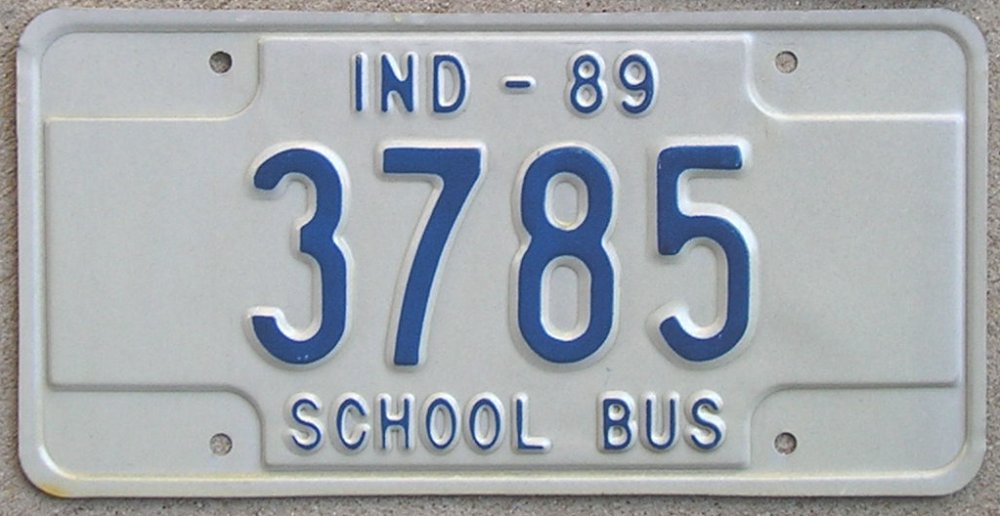 IND - 89
3785
SCHOOL BUS